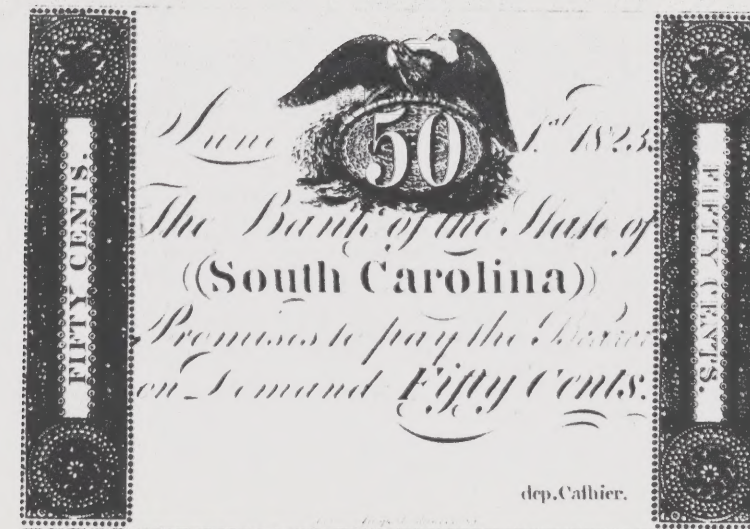 FIFTY CENTS.
June 1st 1823.
50
The Bank of the State of
((South Carolina))
Promises to pay the Bearer
on Demand Fifty Cents.
dep. Cashier.
FIFTY CENTS.